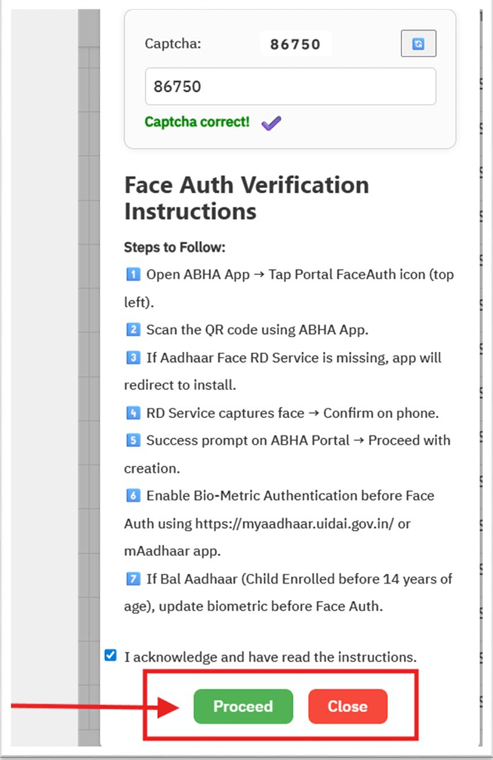 Captcha: 86750
86750
Captcha correct!
Face Auth Verification
Instructions
Steps to Follow:
1 Open ABHA App → Tap Portal FaceAuth icon (top
left).
2 Scan the QR code using ABHA App.
3 If Aadhaar Face RD Service is missing, app will
redirect to install.
4 RD Service captures face → Confirm on phone.
5 Success prompt on ABHA Portal → Proceed with
creation.
6 Enable Bio-Metric Authentication before Face
Auth using https://myaadhaar.uidai.gov.in/ or
mAadhaar app.
7 If Bal Aadhaar (Child Enrolled before 14 years of
age), update biometric before Face Auth.
I acknowledge and have read the instructions.
Proceed Close